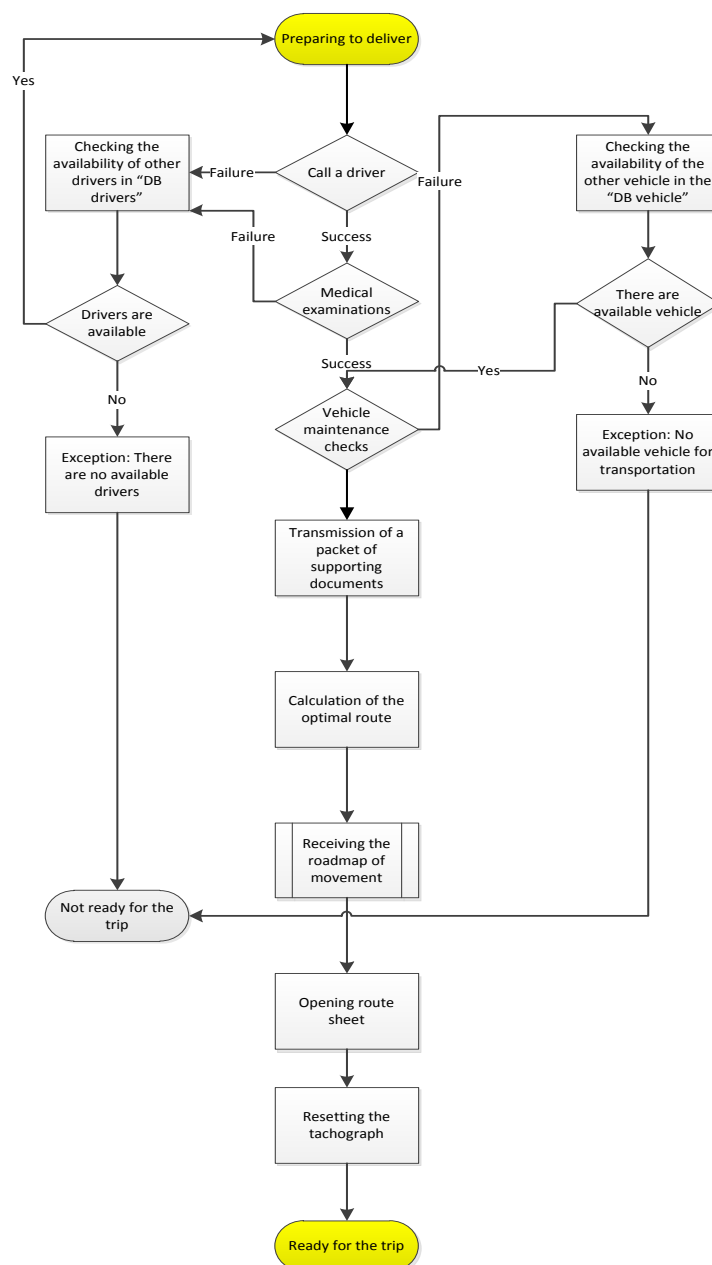 Preparing to deliver
Yes
Checking the
availability of other
drivers in “DB
drivers”
Failure
Call a driver
Failure
Checking the
availability of the
other vehicle in the
“DB vehicle”
Success
Failure
Medical
examinations
There are
available vehicle
Drivers are
available
Success
Yes
No
No
Vehicle
maintenance
checks
Exception: There
are no available
drivers
Exception: No
available vehicle for
transportation
Transmission of a
packet of
supporting
documents
Calculation of the
optimal route
Receiving the
roadmap of
movement
Not ready for the
trip
Opening route
sheet
Resetting the
tachograph
Ready for the trip